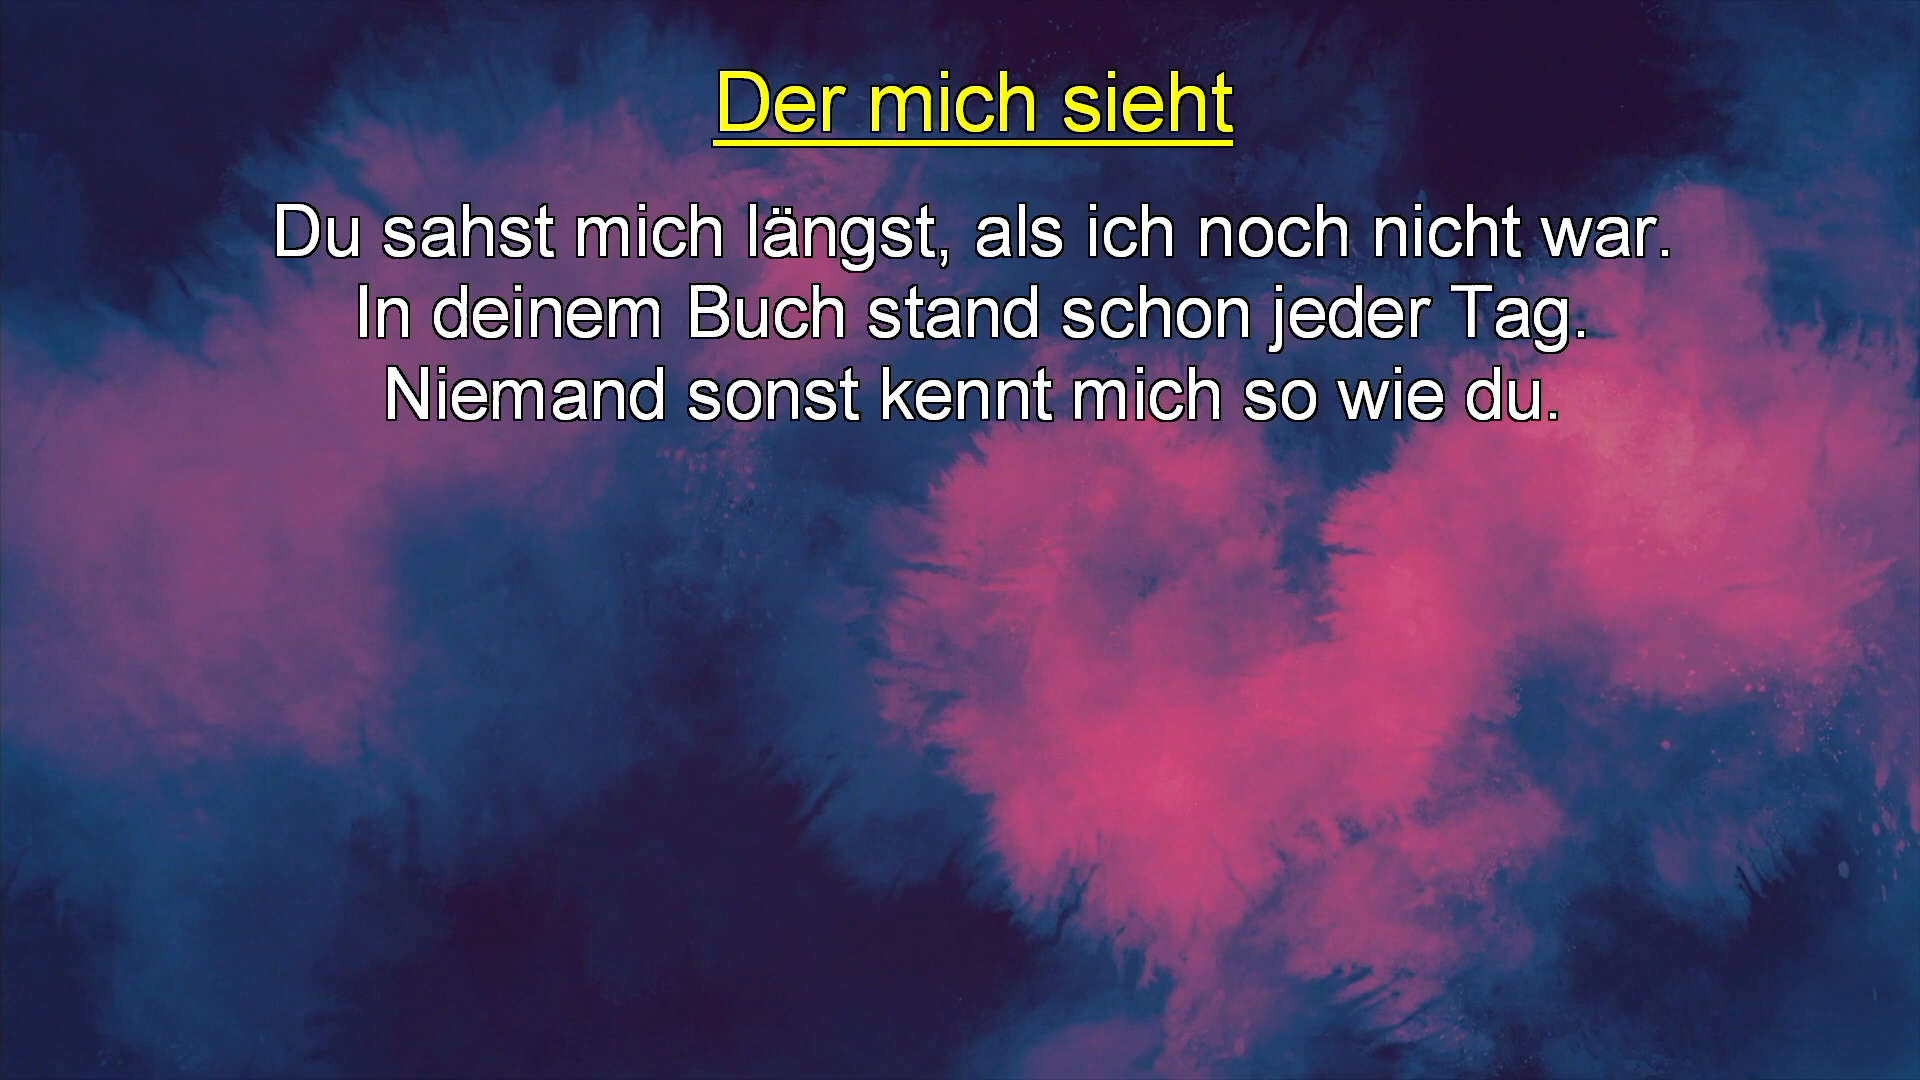 Der mich sieht
Du sahst mich längst, als ich noch nicht war.
In deinem Buch stand schon jeder Tag.
Niemand sonst kennt mich so wie du.